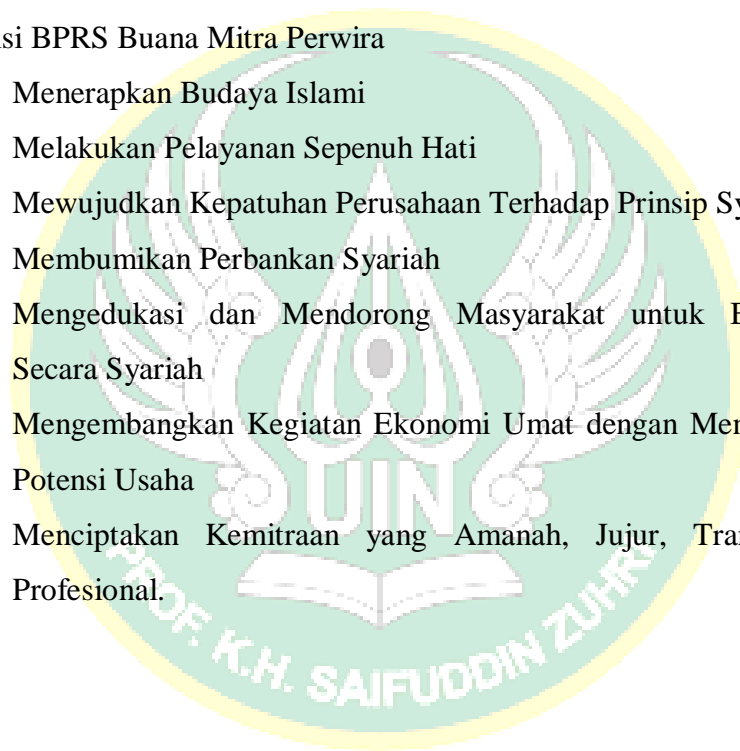 si BPRS Buana Mitra Perwira
Menerapkan Budaya Islami
Melakukan Pelayanan Sepenuh Hati
Mewujudkan Kepatuhan Perusahaan Terhadap Prinsip Sy
Membumikan Perbankan Syariah
Mengedukasi dan Mendorong Masyarakat untuk
Secara Syariah
Mengembangkan Kegiatan Ekonomi Umat dengan Mer
Potensi Usaha
Menciptakan Kemitraan yang Amanah, Jujur, Tra
Profesional.
UIN
PROF. K.H. SAIFUDDIN ZUHRI